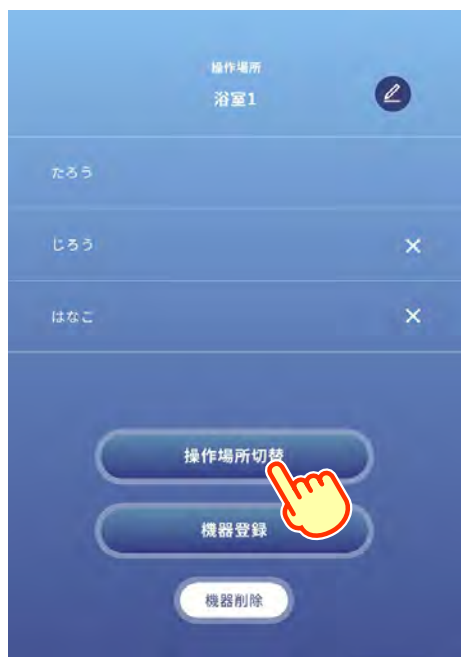 操作場所
浴室1
たろう
じろう
はなこ
操作場所切替
機器登録
機器削除